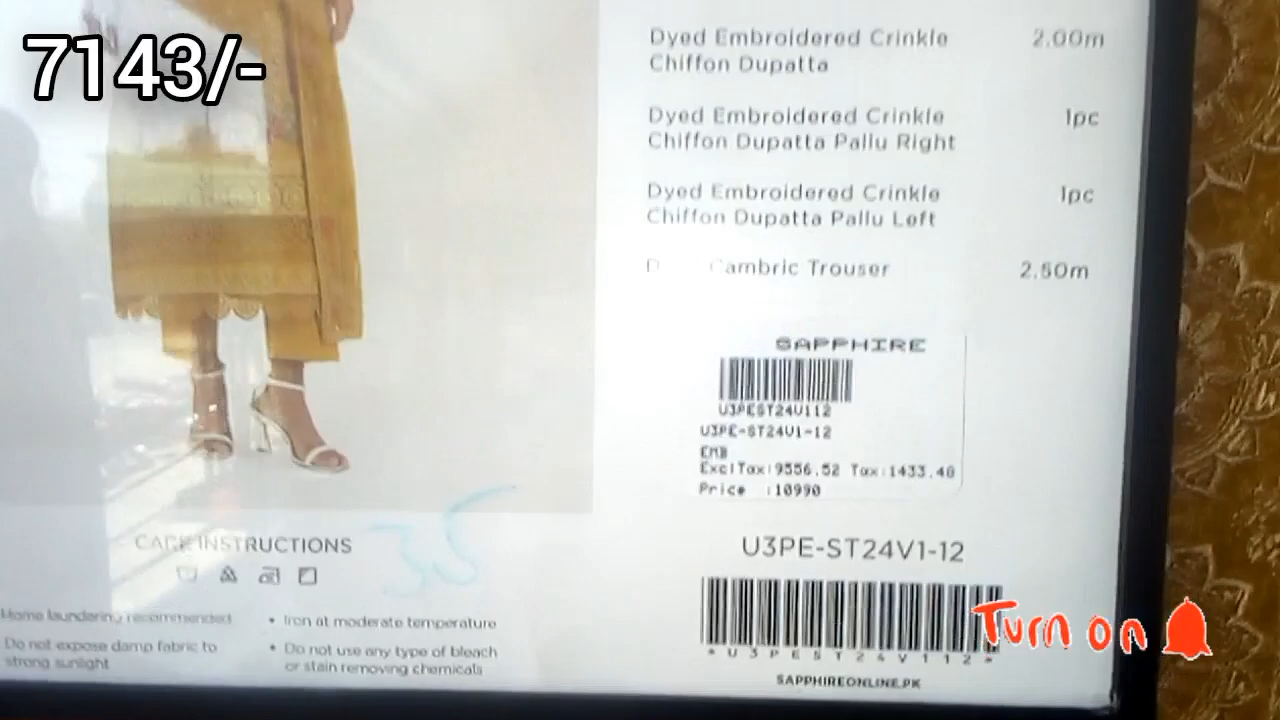 7143/-
Dyed Embroidered Crinkle 2.00m
Chiffon Dupatta
Dyed Embroidered Crinkle 1pc
Chiffon Dupatta Pallu Right
Dyed Embroidered Crinkle 1pc
Chiffon Dupatta Pallu Left
D Cambric Trouser 2.50m
SAPPHIRE
U3PEST24V112
U3PE-ST24V1-12
EMB
ExclTax:9556.52 Tax:1433.48
Price :10990
35
U3PE-ST24V1-12
*U3PEST24V112*
SAPPHIREONLINE.PK
Turn on
CARE INSTRUCTIONS
Home laundering recommended
Do not expose damp fabric to
strong sunlight
• Iron at moderate temperature
• Do not use any type of bleach
or stain removing chemicals